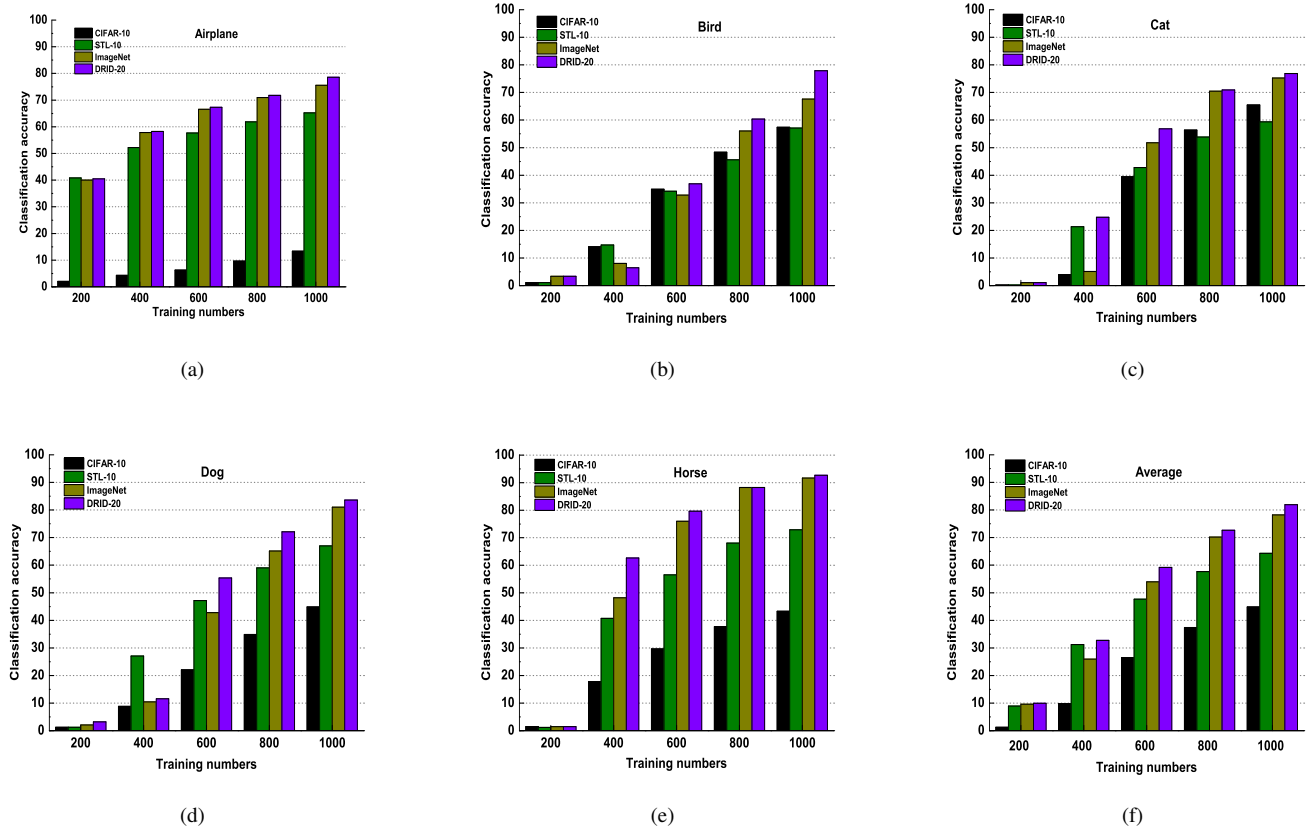 Airplane
CIFAR-10
STL-10
ImageNet
DRID-20
Classification accuracy
100
90
80
70
60
50
40
30
20
10
0
200 400 600 800 1000
Training numbers
(a)
Bird
CIFAR-10
STL-10
ImageNet
DRID-20
Classification accuracy
100
90
80
70
60
50
40
30
20
10
0
200 400 600 800 1000
Training numbers
(b)
Cat
CIFAR-10
STL-10
ImageNet
DRID-20
Classification accuracy
100
90
80
70
60
50
40
30
20
10
0
200 400 600 800 1000
Training numbers
(c)
Dog
CIFAR-10
STL-10
ImageNet
DRID-20
Classification accuracy
100
90
80
70
60
50
40
30
20
10
0
200 400 600 800 1000
Training numbers
(d)
Horse
CIFAR-10
STL-10
ImageNet
DRID-20
Classification accuracy
100
90
80
70
60
50
40
30
20
10
0
200 400 600 800 1000
Training numbers
(e)
Average
CIFAR-10
STL-10
ImageNet
DRID-20
Classification accuracy
100
90
80
70
60
50
40
30
20
10
0
200 400 600 800 1000
Training numbers
(f)